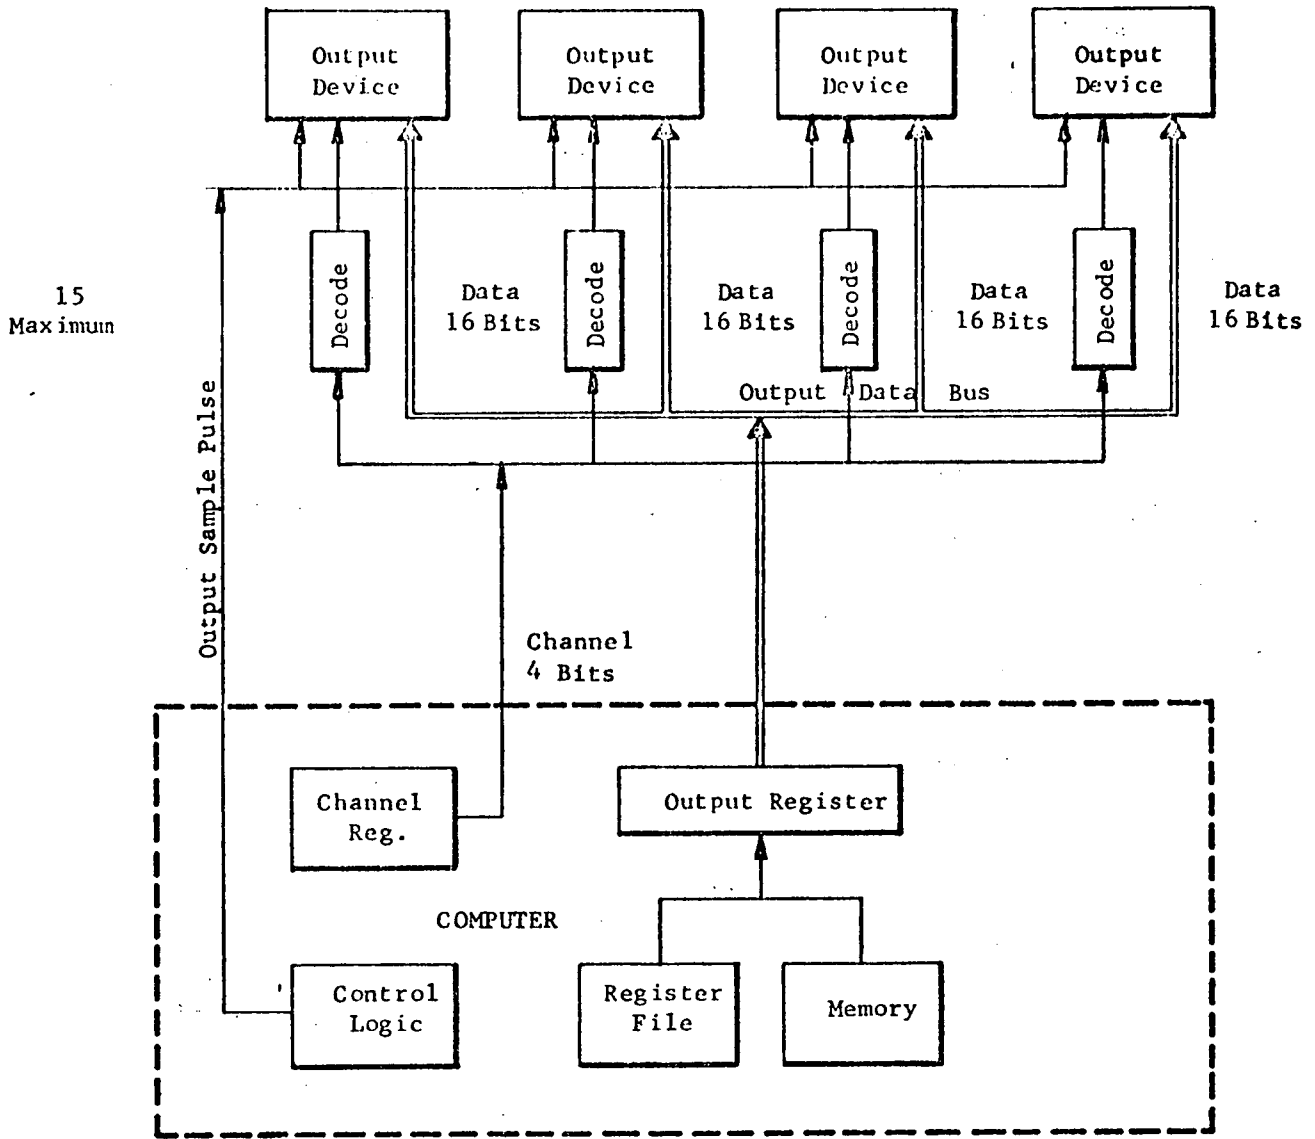 Output
Device
Output
Device
Output
Device
Output
Device
15
Maximum
Decode
Data
16 Bits
Decode
Data
16 Bits
Decode
Data
16 Bits
Decode
Data
16 Bits
Output Data Bus
Output Sample Pulse
Channel
4 Bits
Channel
Reg.
Output Register
COMPUTER
Control
Logic
Register
File
Memory